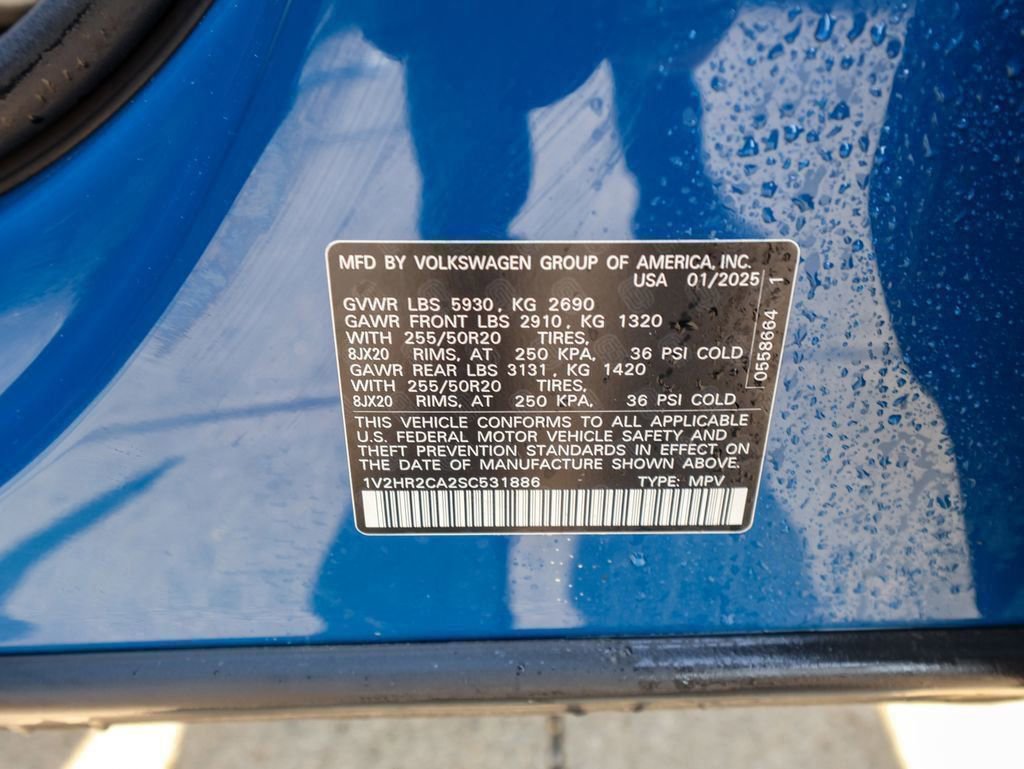 MFD BY VOLKSWAGEN GROUP OF AMERICA, INC.
USA 01/2025
GVWR LBS 5930, KG 2690
GAWR FRONT LBS 2910, KG 1320
WITH 255/50R20 TIRES,
8JX20 RIMS, AT 250 KPA, 36 PSI COLD
GAWR REAR LBS 3131, KG 1420
WITH 255/50R20 TIRES,
8JX20 RIMS, AT 250 KPA, 36 PSI COLD
0558664 1
THIS VEHICLE CONFORMS TO ALL APPLICABLE
U.S. FEDERAL MOTOR VEHICLE SAFETY AND
THEFT PREVENTION STANDARDS IN EFFECT ON
THE DATE OF MANUFACTURE SHOWN ABOVE.
1V2HR2CA2SC531886 TYPE: MPV